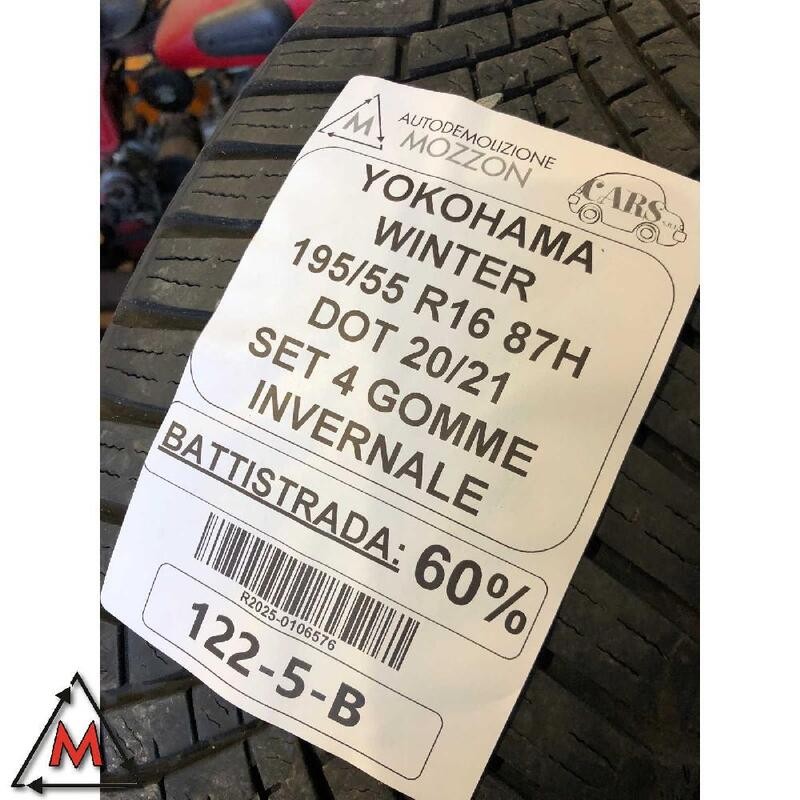 M
AUTODEMOLIZIONE
MOZZON
CARS S.R.L.
YOKOHAMA
WINTER
195/55 R16 87H
DOT 20/21
SET 4 GOMME
INVERNALE
BATTISTRADA: 60%
R2025-0106576
122-5-B
M